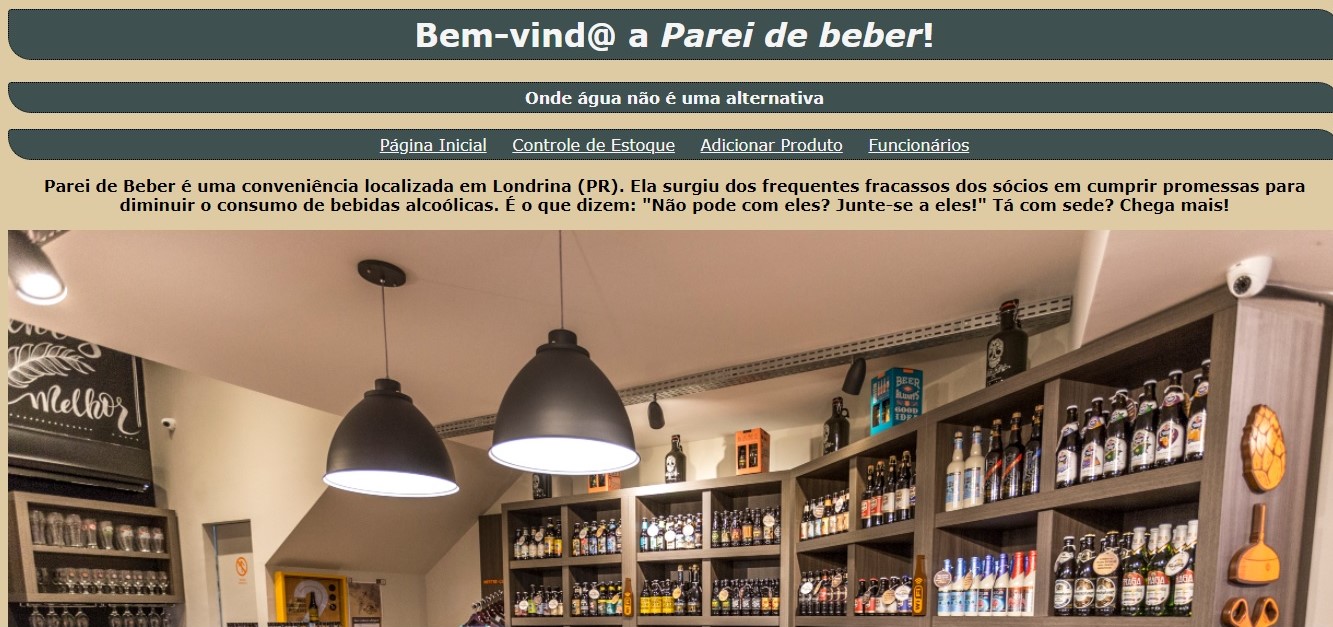 Bem-vind@ a Parei de beber!
Onde água não é uma alternativa
Página Inicial Controle de Estoque Adicionar Produto Funcionários
Parei de Beber é uma conveniência localizada em Londrina (PR). Ela surgiu dos frequentes fracassos dos sócios em cumprir promessas para
diminuir o consumo de bebidas alcoólicas. É o que dizem: "Não pode com eles? Junte-se a eles!" Tá com sede? Chega mais!
melhor
BEER
ALWAYS
GOOD
IDEA
WIFI